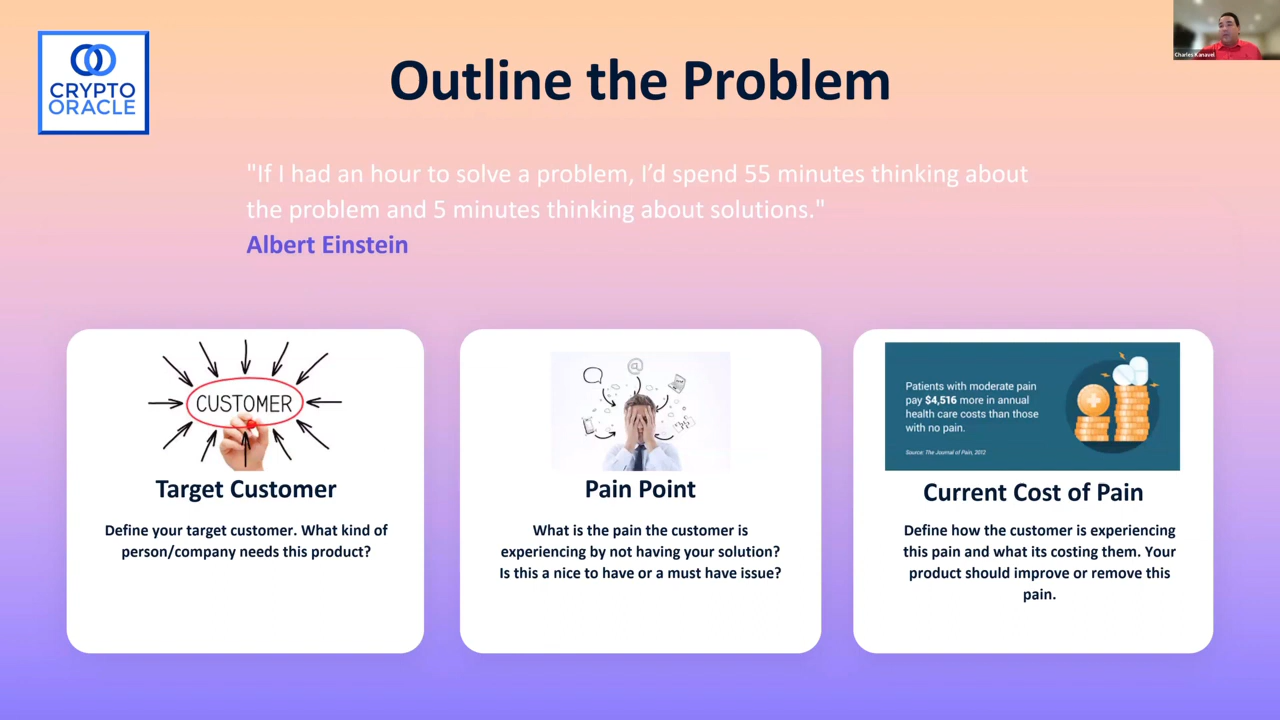 CRYPTO
ORACLE
Charles Kanavel
Outline the Problem
"If I had an hour to solve a problem, I’d spend 55 minutes thinking about
the problem and 5 minutes thinking about solutions."
Albert Einstein
CUSTOMER
Target Customer
Define your target customer. What kind of
person/company needs this product?
@
Pain Point
What is the pain the customer is
experiencing by not having your solution?
Is this a nice to have or a must have issue?
Patients with moderate pain
pay $4,516 more in annual
health care costs than those
with no pain.
Source: The Journal of Pain, 2012
Current Cost of Pain
Define how the customer is experiencing
this pain and what its costing them. Your
product should improve or remove this
pain.